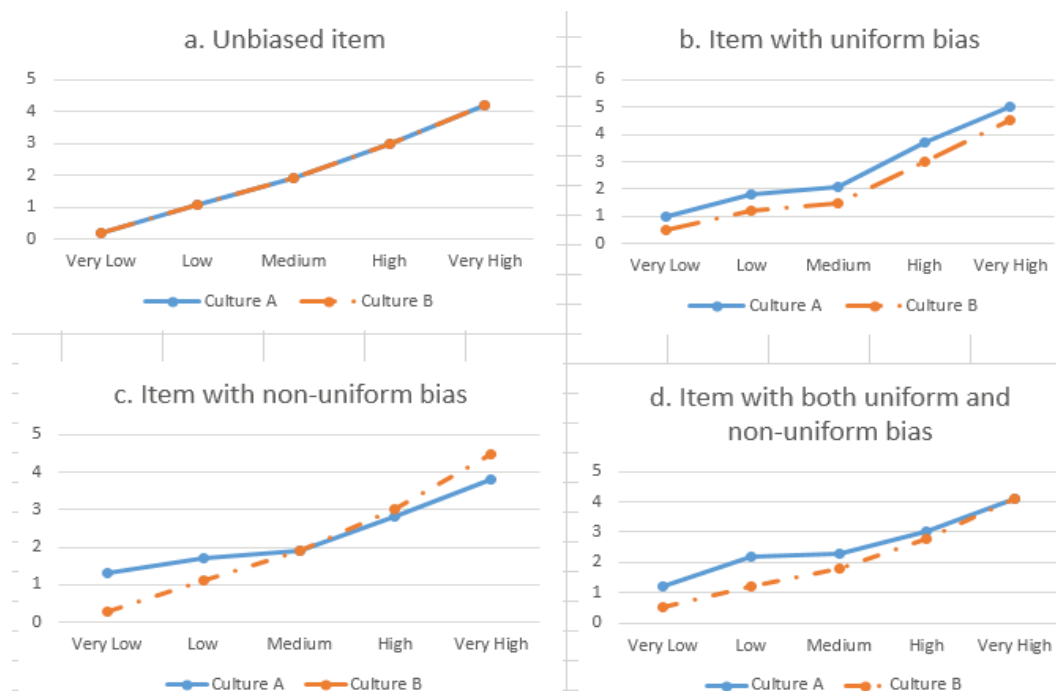 a. Unbiased item
5
4
3
2
1
0
Very Low Low Medium High Very High
Culture A Culture B
b. Item with uniform bias
6
5
4
3
2
1
0
Very Low Low Medium High Very High
Culture A Culture B
c. Item with non-uniform bias
5
4
3
2
1
0
Very Low Low Medium High Very High
Culture A Culture B
d. Item with both uniform and
non-uniform bias
5
4
3
2
1
0
Very Low Low Medium High Very High
Culture A Culture B